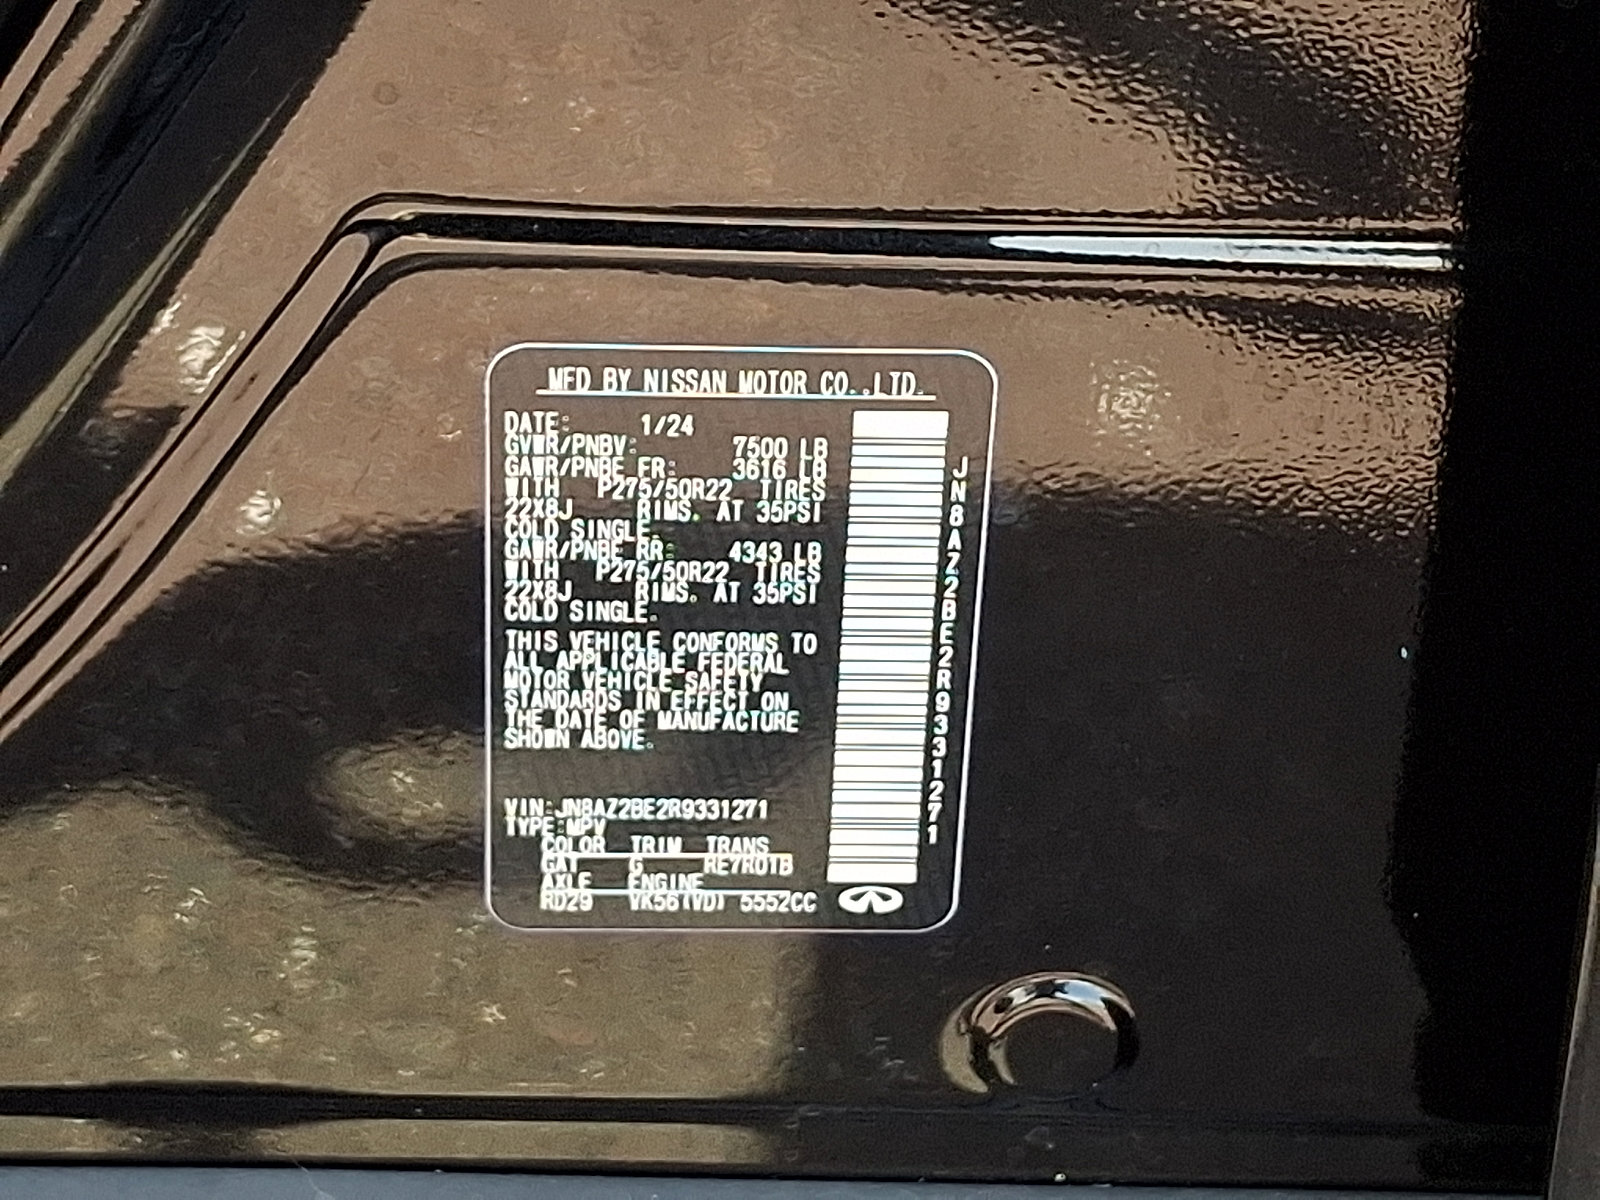 MFD BY NISSAN MOTOR CO.,LTD.
DATE: 1/24
GVWR/PNBV: 7500 LB
GAWR/PNBE FR: 3616 LB
WITH P275/50R22 TIRES
22X8J RIMS. AT 35PSI
COLD SINGLE.
GAWR/PNBE RR: 4343 LB
WITH P275/50R22 TIRES
22X8J RIMS. AT 35PSI
COLD SINGLE.
THIS VEHICLE CONFORMS TO
ALL APPLICABLE FEDERAL
MOTOR VEHICLE SAFETY
STANDARDS IN EFFECT ON
THE DATE OF MANUFACTURE
SHOWN ABOVE.
VIN:JN8AZ2BE2R9331271
TYPE:MPV
COLOR TRIM TRANS
GAT G RE7R01B
AXLE ENGINE
RD29 VK56(VD) 5552CC
JN8AZ2BE2R9331271